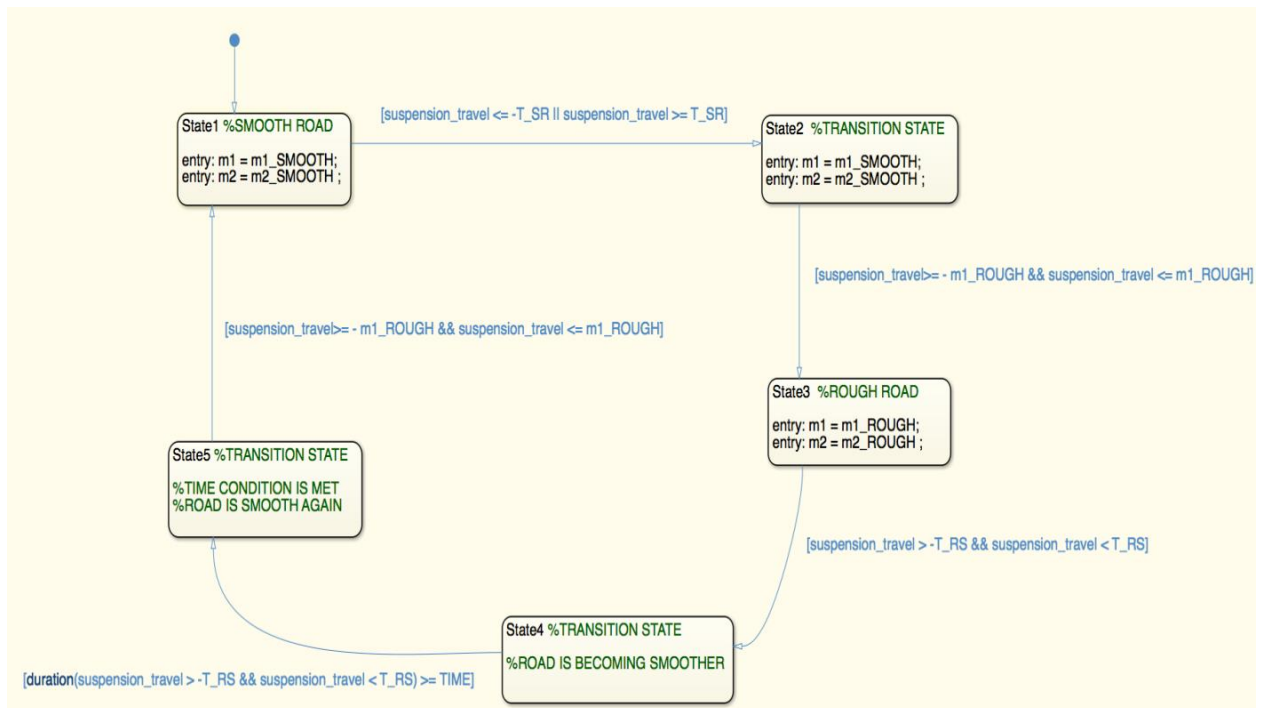 State1 %SMOOTH ROAD
entry: m1 = m1_SMOOTH;
entry: m2 = m2_SMOOTH ;
[suspension_travel <= -T_SR || suspension_travel >= T_SR]
State2 %TRANSITION STATE
entry: m1 = m1_SMOOTH;
entry: m2 = m2_SMOOTH ;
[suspension_travel>= - m1_ROUGH && suspension_travel <= m1_ROUGH]
State3 %ROUGH ROAD
entry: m1 = m1_ROUGH;
entry: m2 = m2_ROUGH ;
[suspension_travel > -T_RS && suspension_travel < T_RS]
State4 %TRANSITION STATE
%ROAD IS BECOMING SMOOTHER
[duration(suspension_travel > -T_RS && suspension_travel < T_RS) >= TIME]
State5 %TRANSITION STATE
%TIME CONDITION IS MET
%ROAD IS SMOOTH AGAIN
[suspension_travel>= - m1_ROUGH && suspension_travel <= m1_ROUGH]